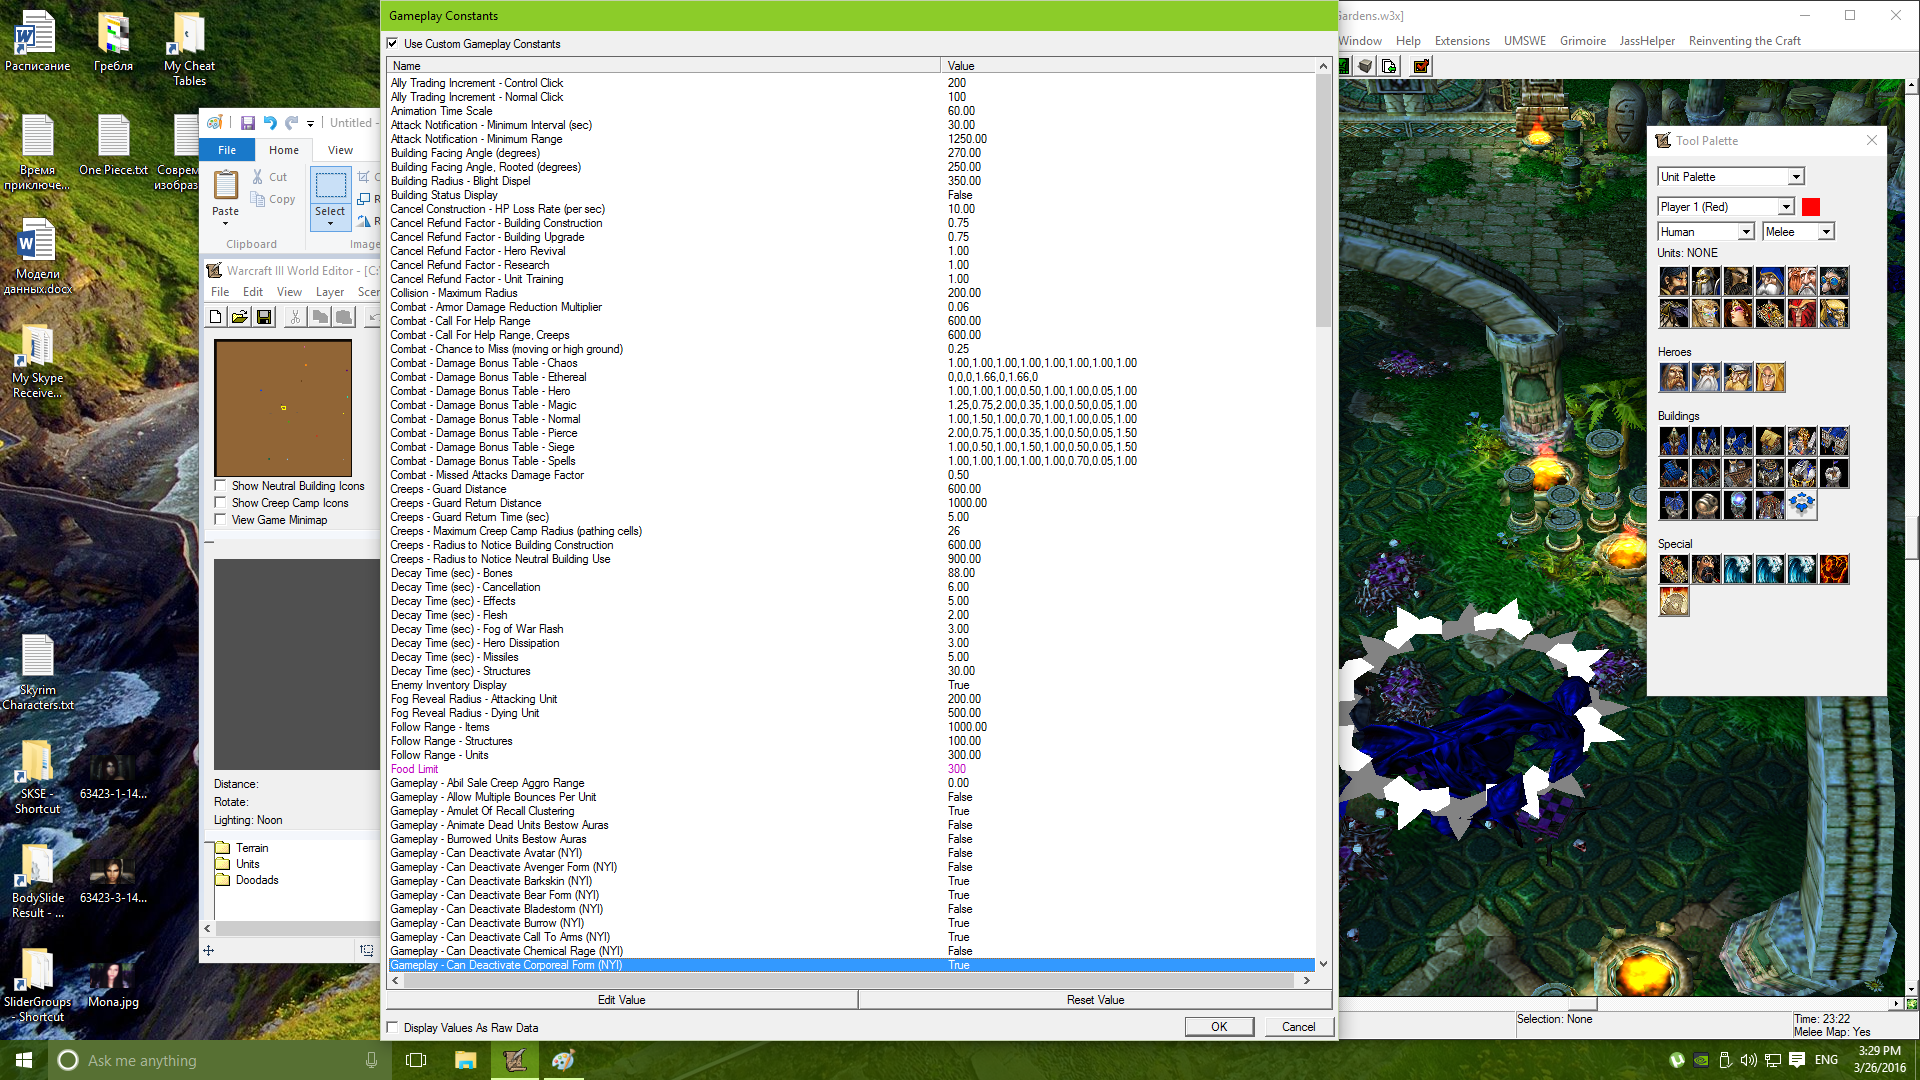 Расписание
Гребля
My Cheat Tables
Время приключе...
One Piece.txt
Соврем изобраз
Модели данных.docx
My Skype Receive...
Skyrim Characters.txt
SKSE - Shortcut
63423-1-14...
BodySlide Result - ...
63423-3-14...
SliderGroups - Shortcut
Mona.jpg
Untitled -
File Home View
Paste
Cut
Copy
Select
Clipboard
Image
Warcraft III World Editor - [C:\
File Edit View Layer Scen
Show Neutral Building Icons
Show Creep Camp Icons
View Game Minimap
Distance:
Rotate:
Lighting: Noon
Terrain
Units
Doodads
Gameplay Constants
Use Custom Gameplay Constants
Name Value
Ally Trading Increment - Control Click 200
Ally Trading Increment - Normal Click 100
Animation Time Scale 60.00
Attack Notification - Minimum Interval (sec) 30.00
Attack Notification - Minimum Range 1250.00
Building Facing Angle (degrees) 270.00
Building Facing Angle, Rooted (degrees) 250.00
Building Radius - Blight Dispel 350.00
Building Status Display False
Cancel Construction - HP Loss Rate (per sec) 10.00
Cancel Refund Factor - Building Construction 0.75
Cancel Refund Factor - Building Upgrade 0.75
Cancel Refund Factor - Hero Revival 1.00
Cancel Refund Factor - Research 1.00
Cancel Refund Factor - Unit Training 1.00
Collision - Maximum Radius 200.00
Combat - Armor Damage Reduction Multiplier 0.06
Combat - Call For Help Range 600.00
Combat - Call For Help Range, Creeps 600.00
Combat - Chance to Miss (moving or high ground) 0.25
Combat - Damage Bonus Table - Chaos 1.00,1.00,1.00,1.00,1.00,1.00,1.00,1.00
Combat - Damage Bonus Table - Ethereal 0,0,0,1.66,0,1.66,0
Combat - Damage Bonus Table - Hero 1.00,1.00,1.00,0.50,1.00,1.00,0.05,1.00
Combat - Damage Bonus Table - Magic 1.25,0.75,2.00,0.35,1.00,0.50,0.05,1.00
Combat - Damage Bonus Table - Normal 1.00,1.50,1.00,0.70,1.00,1.00,0.05,1.00
Combat - Damage Bonus Table - Pierce 2.00,0.75,1.00,0.35,1.00,0.50,0.05,1.50
Combat - Damage Bonus Table - Siege 1.00,0.50,1.00,1.50,1.00,0.50,0.05,1.50
Combat - Damage Bonus Table - Spells 1.00,1.00,1.00,1.00,1.00,0.70,0.05,1.00
Combat - Missed Attacks Damage Factor 0.50
Creeps - Guard Distance 600.00
Creeps - Guard Return Distance 1000.00
Creeps - Guard Return Time (sec) 5.00
Creeps - Maximum Creep Camp Radius (pathing cells) 26
Creeps - Radius to Notice Building Construction 600.00
Creeps - Radius to Notice Neutral Building Use 900.00
Decay Time (sec) - Bones 88.00
Decay Time (sec) - Cancellation 6.00
Decay Time (sec) - Effects 5.00
Decay Time (sec) - Flesh 2.00
Decay Time (sec) - Fog of War Flash 3.00
Decay Time (sec) - Hero Dissipation 3.00
Decay Time (sec) - Missiles 5.00
Decay Time (sec) - Structures 30.00
Enemy Inventory Display True
Fog Reveal Radius - Attacking Unit 200.00
Fog Reveal Radius - Dying Unit 500.00
Follow Range - Items 1000.00
Follow Range - Structures 100.00
Follow Range - Units 300.00
Food Limit 300
Gameplay - Abil Sale Creep Aggro Range 0.00
Gameplay - Allow Multiple Bounces Per Unit False
Gameplay - Amulet Of Recall Clustering True
Gameplay - Animate Dead Units Bestow Auras False
Gameplay - Burrowed Units Bestow Auras False
Gameplay - Can Deactivate Avatar (NYI) False
Gameplay - Can Deactivate Avenger Form (NYI) False
Gameplay - Can Deactivate Barkskin (NYI) True
Gameplay - Can Deactivate Bear Form (NYI) True
Gameplay - Can Deactivate Bladestorm (NYI) False
Gameplay - Can Deactivate Burrow (NYI) True
Gameplay - Can Deactivate Call To Arms (NYI) True
Gameplay - Can Deactivate Chemical Rage (NYI) False
Gameplay - Can Deactivate Corporeal Form (NYI) True
Edit Value Reset Value
Display Values As Raw Data
OK Cancel
Gardens.w3x]
Window Help Extensions UMSWE Grimoire JassHelper Reinventing the Craft
Tool Palette
Unit Palette
Player 1 (Red)
Human Melee
Units: NONE
Heroes
Buildings
Special
Selection: None
Time: 23:22
Melee Map: Yes
Ask me anything
ENG
3:29 PM
3/26/2016